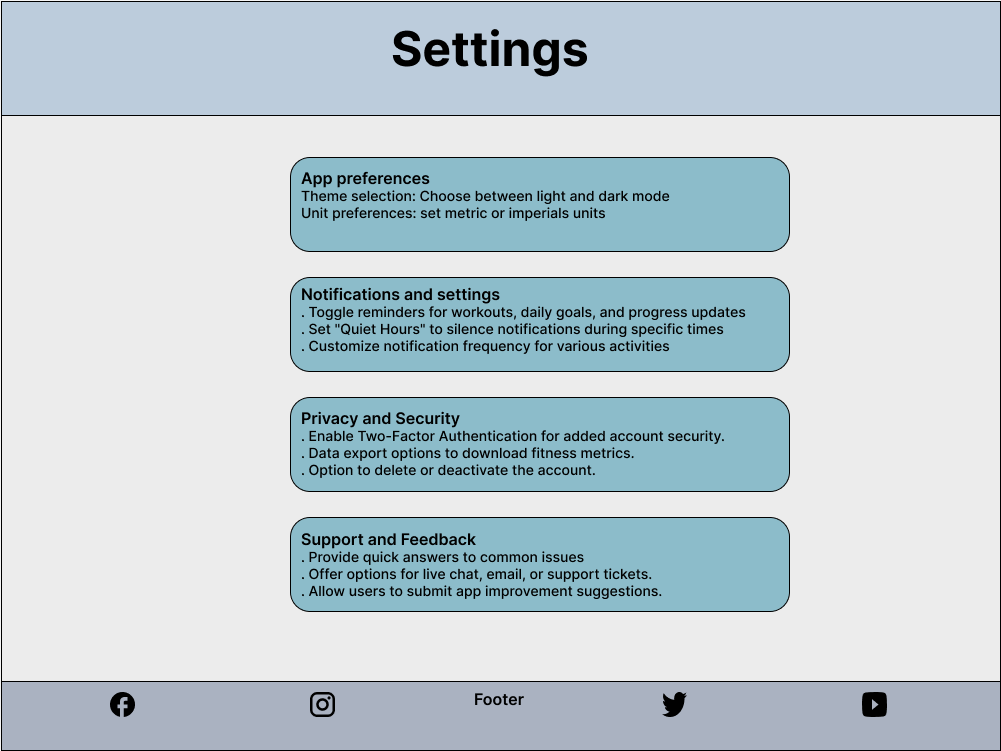 Settings
App preferences
Theme selection: Choose between light and dark mode
Unit preferences: set metric or imperials units
Notifications and settings
. Toggle reminders for workouts, daily goals, and progress updates
. Set "Quiet Hours" to silence notifications during specific times
. Customize notification frequency for various activities
Privacy and Security
. Enable Two-Factor Authentication for added account security.
. Data export options to download fitness metrics.
. Option to delete or deactivate the account.
Support and Feedback
. Provide quick answers to common issues
. Offer options for live chat, email, or support tickets.
. Allow users to submit app improvement suggestions.
Footer